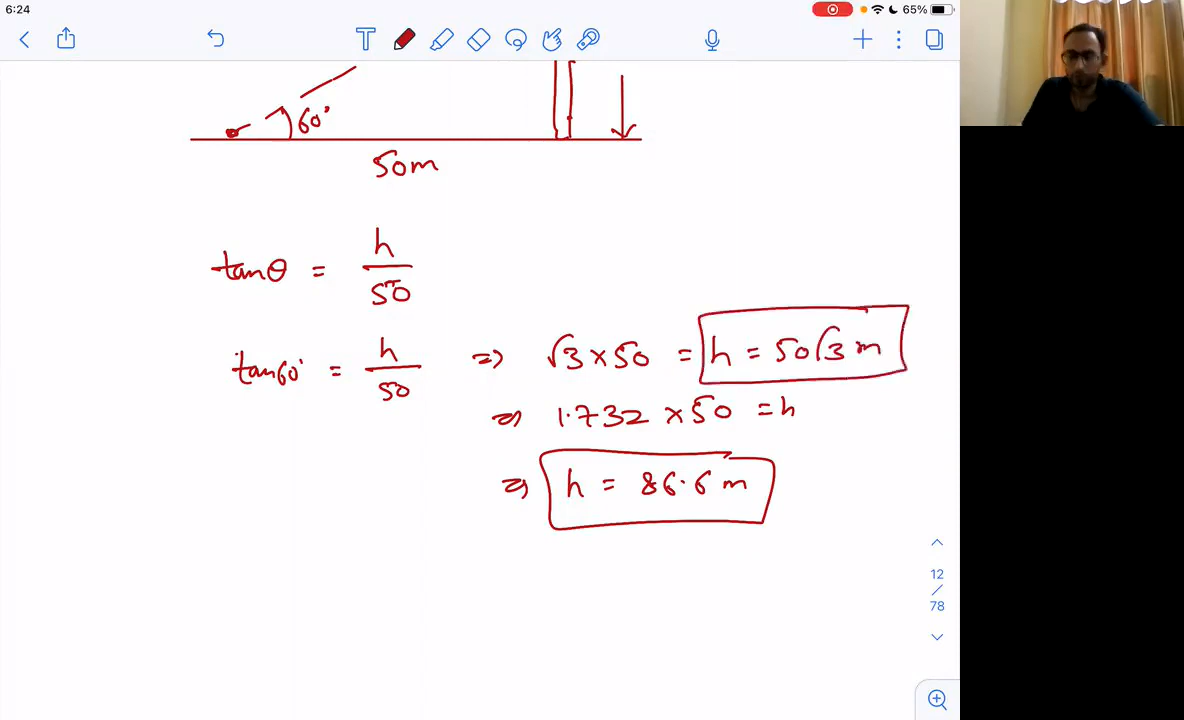 6:24
65%
T
60°
50m
tanθ = h/50
tan60° = h/50 ⇒ √3 × 50 = h = 50√3 m
⇒ 1.732 × 50 = h
⇒ h = 86.6 m
12
/
78